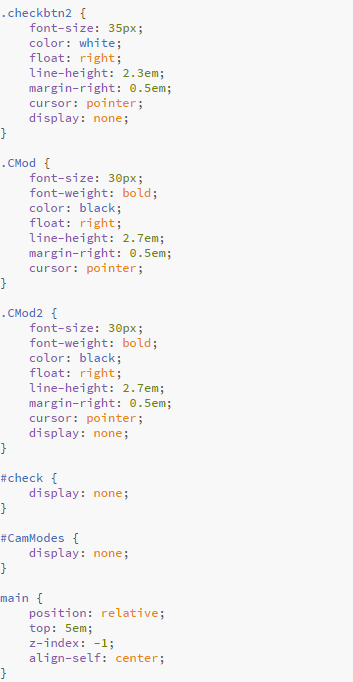 .checkbtn2 {
    font-size: 35px;
    color: white;
    float: right;
    line-height: 2.3em;
    margin-right: 0.5em;
    cursor: pointer;
    display: none;
}

.CMod {
    font-size: 30px;
    font-weight: bold;
    color: black;
    float: right;
    line-height: 2.7em;
    margin-right: 0.5em;
    cursor: pointer;
}

.CMod2 {
    font-size: 30px;
    font-weight: bold;
    color: black;
    float: right;
    line-height: 2.7em;
    margin-right: 0.5em;
    cursor: pointer;
    display: none;
}

#check {
    display: none;
}

#CamModes {
    display: none;
}

main {
    position: relative;
    top: 5em;
    z-index: -1;
    align-self: center;
}